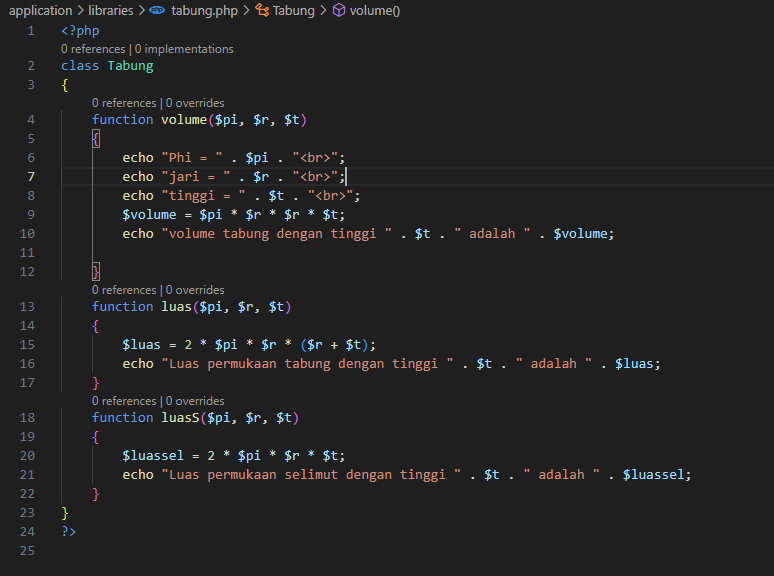 application > libraries > php tabung.php > Tabung > volume()
1 <?php
0 references | 0 implementations
2 class Tabung
3 {
0 references | 0 overrides
4 function volume($pi, $r, $t)
5 {
6 echo "Phi = " . $pi . "<br>";
7 echo "jari = " . $r . "<br>";
8 echo "tinggi = " . $t . "<br>";
9 $volume = $pi * $r * $r * $t;
10 echo "volume tabung dengan tinggi " . $t . " adalah " . $volume;
11
12 }
0 references | 0 overrides
13 function luas($pi, $r, $t)
14 {
15 $luas = 2 * $pi * $r * ($r + $t);
16 echo "Luas permukaan tabung dengan tinggi " . $t . " adalah " . $luas;
17 }
0 references | 0 overrides
18 function luasS($pi, $r, $t)
19 {
20 $luassel = 2 * $pi * $r * $t;
21 echo "Luas permukaan selimut dengan tinggi " . $t . " adalah " . $luassel;
22 }
23 }
24 ?>
25